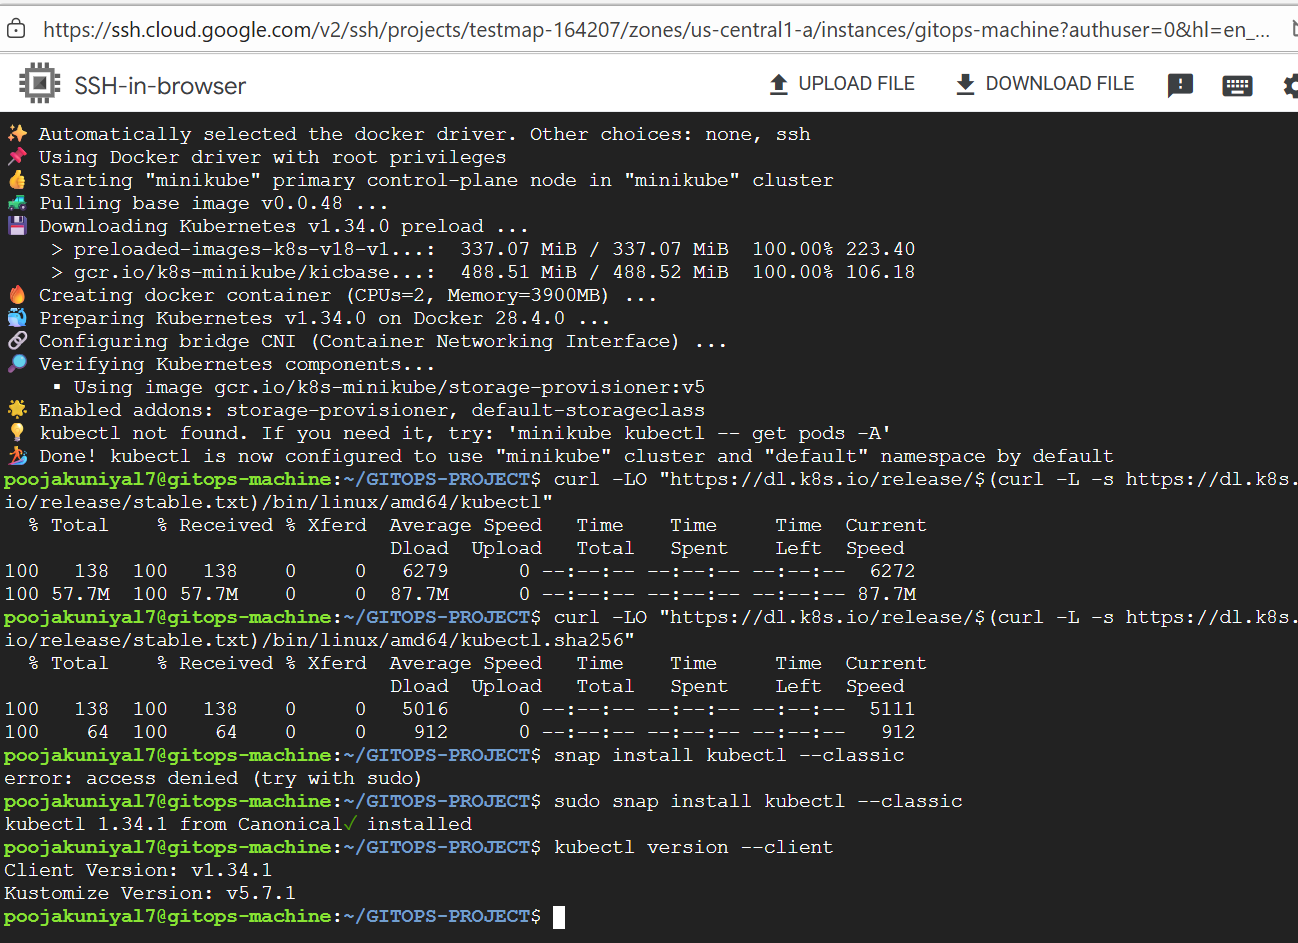 https://ssh.cloud.google.com/v2/ssh/projects/testmap-164207/zones/us-central1-a/instances/gitops-machine?authuser=0&hl=en_...
SSH-in-browser
UPLOAD FILE
DOWNLOAD FILE
Automatically selected the docker driver. Other choices: none, ssh
Using Docker driver with root privileges
Starting "minikube" primary control-plane node in "minikube" cluster
Pulling base image v0.0.48 ...
Downloading Kubernetes v1.34.0 preload ...
> preloaded-images-k8s-v18-v1...:  337.07 MiB / 337.07 MiB  100.00% 223.40
> gcr.io/k8s-minikube/kicbase...:  488.51 MiB / 488.52 MiB  100.00% 106.18
Creating docker container (CPUs=2, Memory=3900MB) ...
Preparing Kubernetes v1.34.0 on Docker 28.4.0 ...
Configuring bridge CNI (Container Networking Interface) ...
Verifying Kubernetes components...
▪ Using image gcr.io/k8s-minikube/storage-provisioner:v5
Enabled addons: storage-provisioner, default-storageclass
kubectl not found. If you need it, try: 'minikube kubectl -- get pods -A'
Done! kubectl is now configured to use "minikube" cluster and "default" namespace by default
poojakuniyal7@gitops-machine:~/GITOPS-PROJECT$ curl -LO "https://dl.k8s.io/release/$(curl -L -s https://dl.k8s.
io/release/stable.txt)/bin/linux/amd64/kubectl"
% Total    % Received % Xferd  Average Speed   Time    Time     Time  Current
Dload  Upload   Total   Spent    Left  Speed
100   138  100   138    0     0   6279      0 --:--:-- --:--:-- --:--:--  6272
100 57.7M  100 57.7M    0     0  87.7M      0 --:--:-- --:--:-- --:--:-- 87.7M
poojakuniyal7@gitops-machine:~/GITOPS-PROJECT$ curl -LO "https://dl.k8s.io/release/$(curl -L -s https://dl.k8s.
io/release/stable.txt)/bin/linux/amd64/kubectl.sha256"
% Total    % Received % Xferd  Average Speed   Time    Time     Time  Current
Dload  Upload   Total   Spent    Left  Speed
100   138  100   138    0     0   5016      0 --:--:-- --:--:-- --:--:--  5111
100    64  100    64    0     0    912      0 --:--:-- --:--:-- --:--:--   912
poojakuniyal7@gitops-machine:~/GITOPS-PROJECT$ snap install kubectl --classic
error: access denied (try with sudo)
poojakuniyal7@gitops-machine:~/GITOPS-PROJECT$ sudo snap install kubectl --classic
kubectl 1.34.1 from Canonical✓ installed
poojakuniyal7@gitops-machine:~/GITOPS-PROJECT$ kubectl version --client
Client Version: v1.34.1
Kustomize Version: v5.7.1
poojakuniyal7@gitops-machine:~/GITOPS-PROJECT$